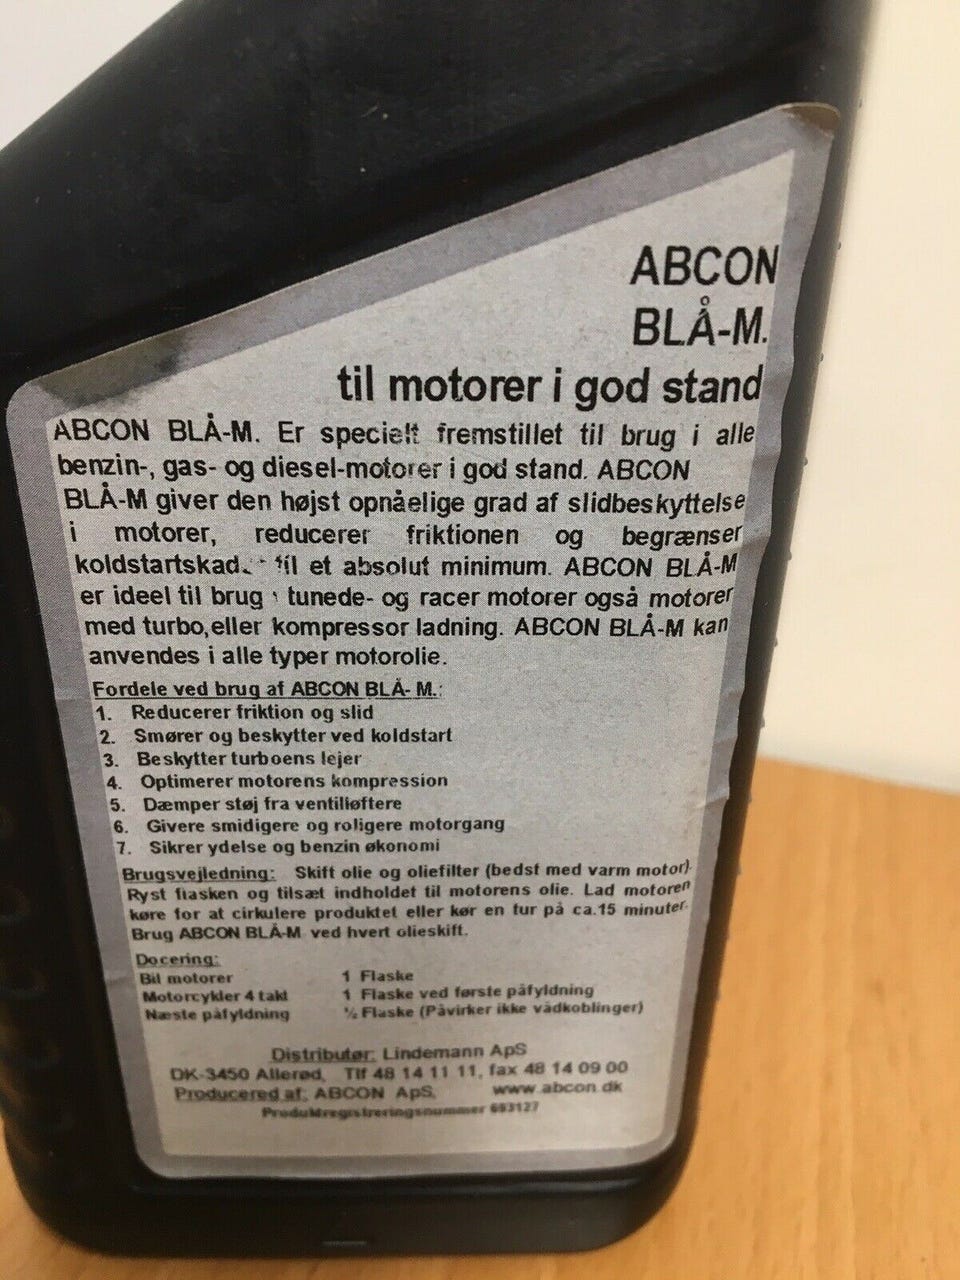 ABCON
BLÅ-M.
til motorer i god stand
ABCON BLÅ-M. Er specielt fremstillet til brug i alle
benzin-, gas- og diesel-motorer i god stand. ABCON
BLÅ-M giver den højst opnåelige grad af slidbeskyttelse
i motorer, reducerer friktionen og begrænser
koldstartskad til et absolut minimum. ABCON BLÅ-M
er ideel til brug i tunede- og racer motorer også motorer
med turbo,eller kompressor ladning. ABCON BLÅ-M kan
anvendes i alle typer motorolie.
Fordele ved brug af ABCON BLÅ- M.:
1. Reducerer friktion og slid
2. Smører og beskytter ved koldstart
3. Beskytter turboens lejer
4. Optimerer motorens kompression
5. Dæmper støj fra ventilløftere
6. Givere smidigere og roligere motorgang
7. Sikrer ydelse og benzin økonomi
Brugsvejledning: Skift olie og oliefilter (bedst med varm motor).
Ryst flasken og tilsæt indholdet til motorens olie. Lad motoren
køre for at cirkulere produktet eller kør en tur på ca.15 minuter.
Brug ABCON BLÅ-M ved hvert olieskift.
Docering:
Bil motorer 1 Flaske
Motorcykler 4 takt 1 Flaske ved første påfyldning
Næste påfyldning ½ Flaske (Påvirker ikke vådkoblinger)
Distributør: Lindemann ApS
DK-3450 Allerød, Tlf 48 14 11 11, fax 48 14 09 00
Producered af: ABCON ApS. www.abcon.dk
Produktregistreringsnummer 693127